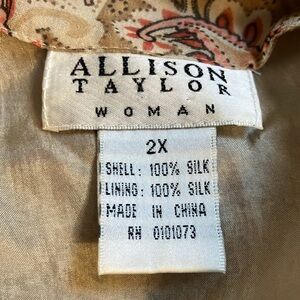 ALLISON
TAYLOR
WOMAN
2X
SHELL: 100% SILK
LINING: 100% SILK
MADE IN CHINA
RN 0101073